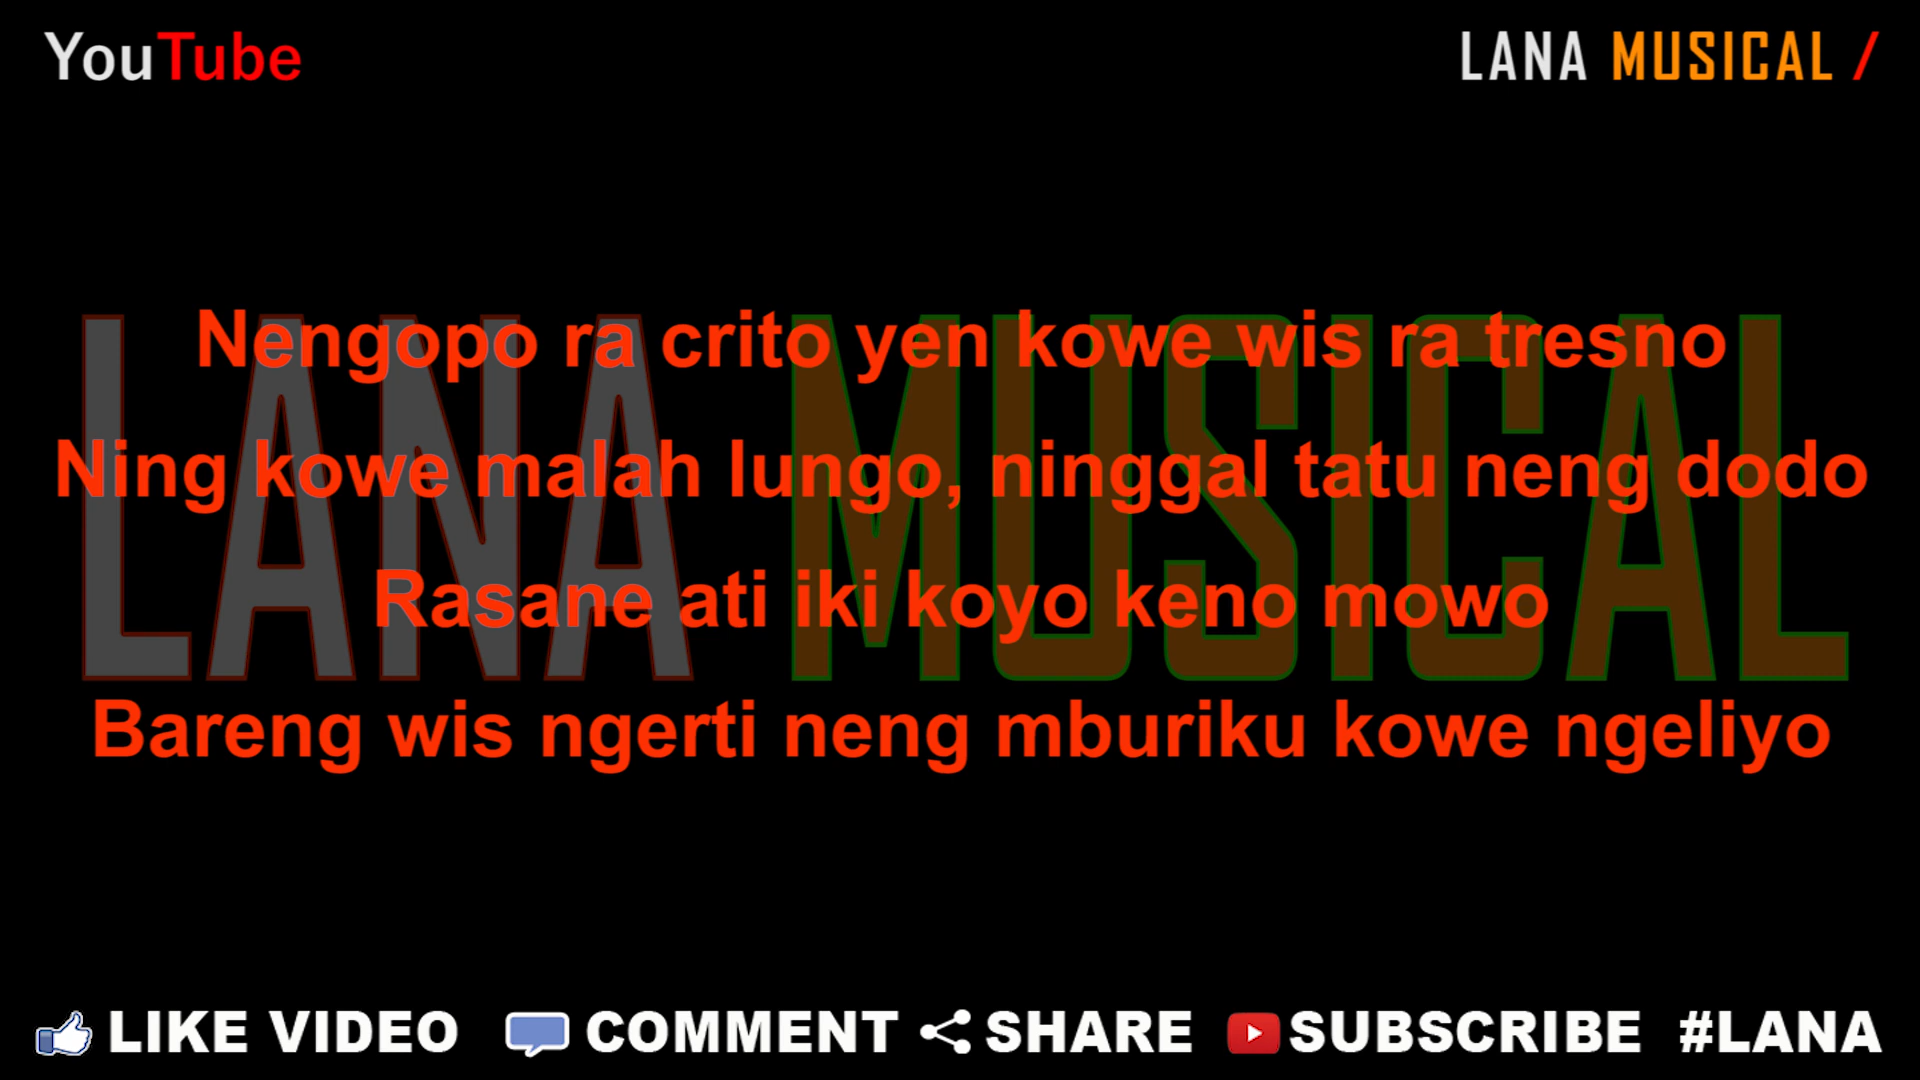 YouTube
LANA MUSICAL /
LANA MUSICAL
Nengopo ra crito yen kowe wis ra tresno
Ning kowe malah lungo, ninggal tatu neng dodo
Rasane ati iki koyo keno mowo
Bareng wis ngerti neng mburiku kowe ngeliyo
LIKE VIDEO COMMENT SHARE SUBSCRIBE #LANA